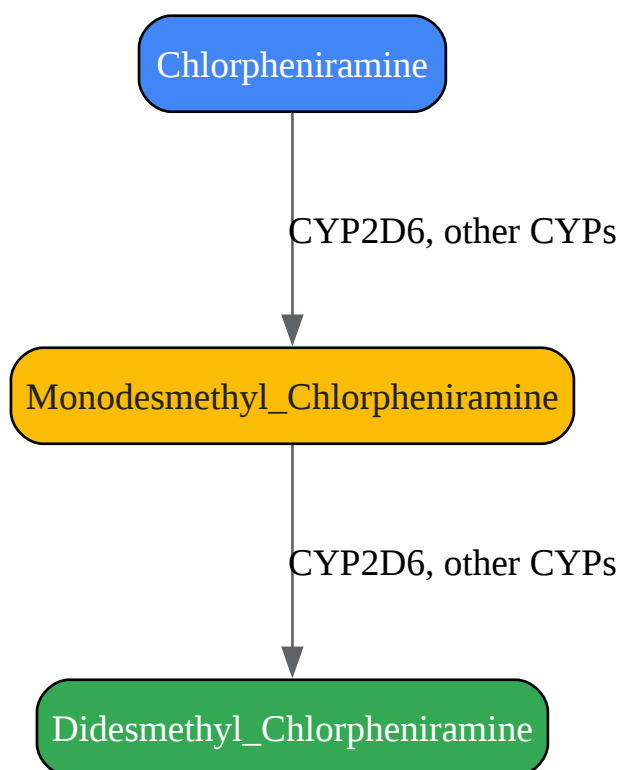 Chlorpheniramine
CYP2D6, other CYPs
Monodesmethyl_Chlorpheniramine
CYP2D6, other CYPs
Didesmethyl_Chlorpheniramine